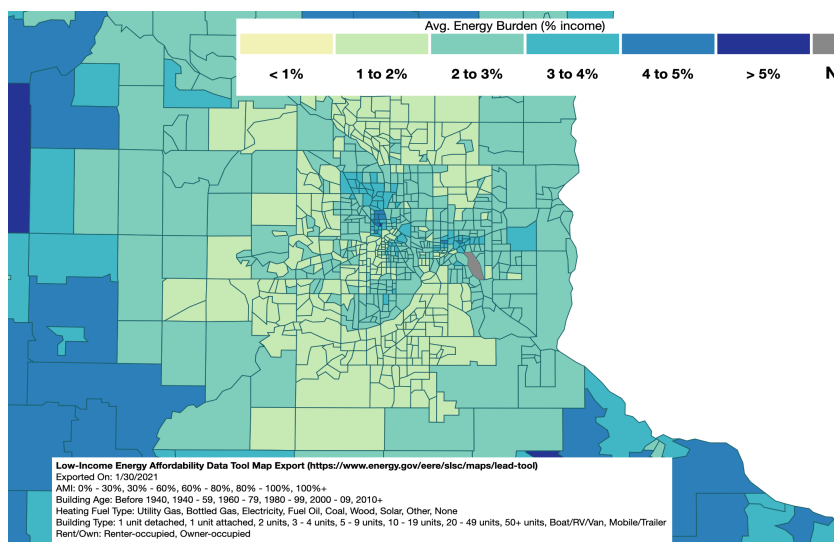 Avg. Energy Burden (% income)
< 1% 1 to 2% 2 to 3% 3 to 4% 4 to 5% > 5% N
Low-Income Energy Affordability Data Tool Map Export (https://www.energy.gov/eere/slsc/maps/lead-tool)
Exported On: 1/30/2021
AMI: 0% - 30%, 30% - 60%, 60% - 80%, 80% - 100%, 100%+
Building Age: Before 1940, 1940 - 59, 1960 - 79, 1980 - 99, 2000 - 09, 2010+
Heating Fuel Type: Utility Gas, Bottled Gas, Electricity, Fuel Oil, Coal, Wood, Solar, Other, None
Building Type: 1 unit detached, 1 unit attached, 2 units, 3 - 4 units, 5 - 9 units, 10 - 19 units, 20 - 49 units, 50+ units, Boat/RV/Van, Mobile/Trailer
Rent/Own: Renter-occupied, Owner-occupied